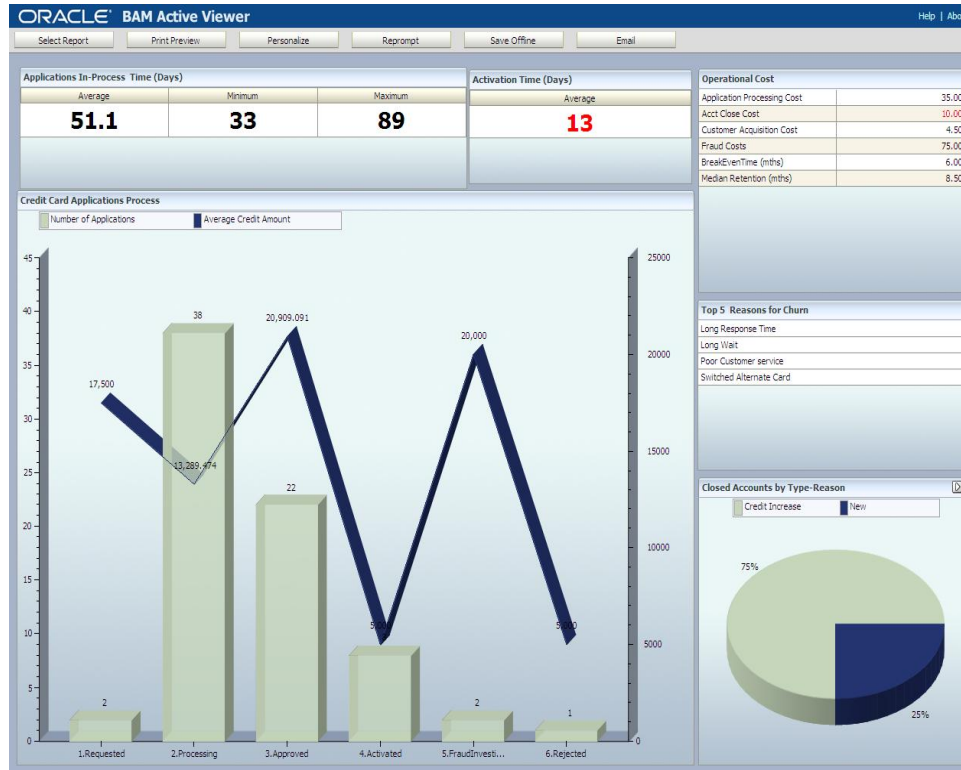 ORACLE BAM Active Viewer
Help | Abo
Select Report Print Preview Personalize Reprompt Save Offine Email
Applications In-Process Time (Days)
Average Minimum Maximum
51.1 33 89
Activation Time (Days)
Average
13
Operational Cost
Application Processing Cost 35.00
Acct Close Cost 10.00
Customer Acquisition Cost 4.50
Fraud Costs 75.00
BreakEvenTime (mths) 6.00
Median Retention (mths) 8.50
Credit Card Applications Process
Number of Applications Average Credit Amount
45 40 35 30 25 20 15 10 5 0
25000 20000 15000 10000 5000 0
17,500
38
13,289.474
20,909.091
22
5,000
20,000
5,000
2
2
1
1.Requested 2.Processing 3.Approved 4.Activated 5.FraudInvesti... 6.Rejected
Top 5 Reasons for Churn
Long Response Time
Long Wait
Poor Customer service
Switched Alternate Card
Closed Accounts by Type-Reason
Credit Increase New
75%
25%